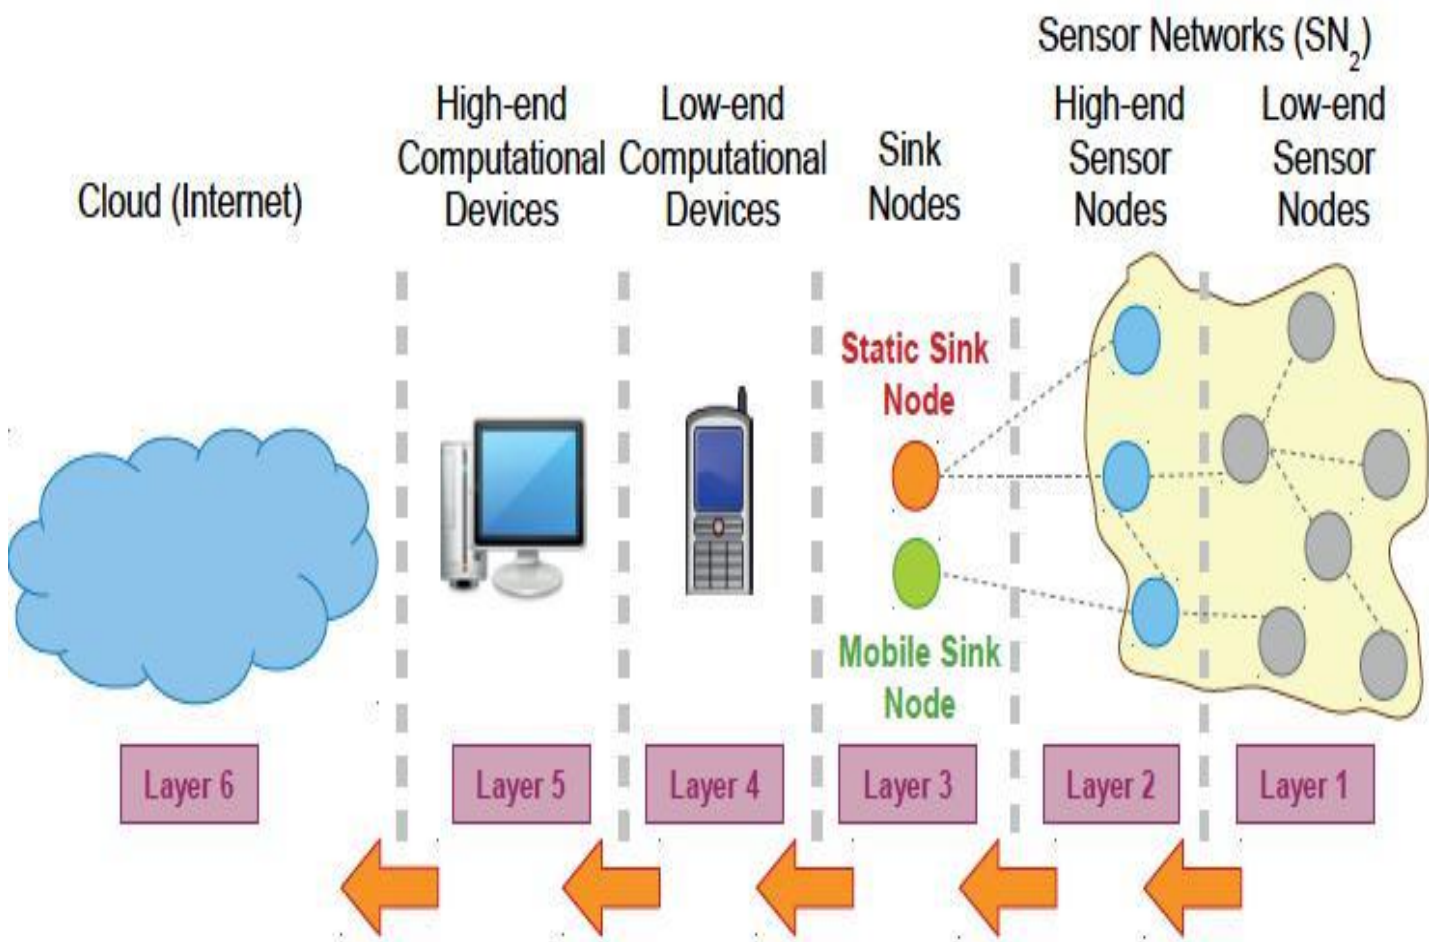 Sensor Networks (SN2)
Cloud (Internet)
High-end
Computational
Devices
Low-end
Computational
Devices
Sink
Nodes
High-end
Sensor
Nodes
Low-end
Sensor
Nodes
Static Sink
Node
Mobile Sink
Node
Layer 6
Layer 5
Layer 4
Layer 3
Layer 2
Layer 1